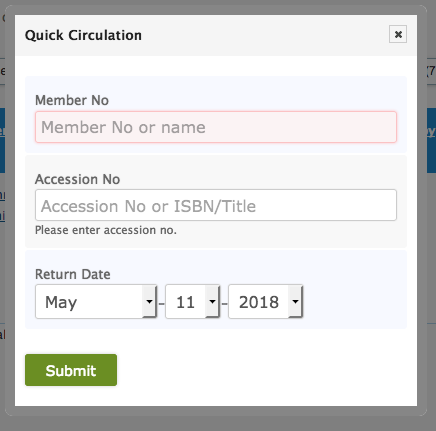 Quick Circulation
Member No
Member No or name
Accession No
Accession No or ISBN/Title
Please enter accession no.
Return Date
May - 11 - 2018
Submit